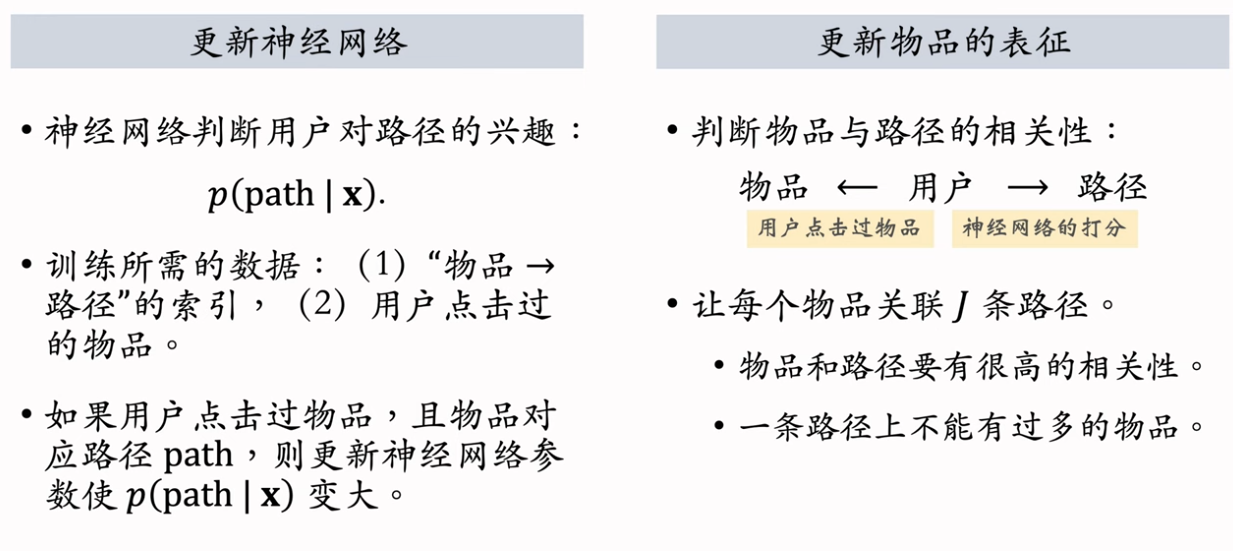 更新神经网络
• 神经网络判断用户对路径的兴趣：
p(path | x).
• 训练所需的数据：（1）“物品 →
路径”的索引，（2）用户点击过
的物品。
• 如果用户点击过物品，且物品对
应路径 path，则更新神经网络参
数使 p(path | x) 变大。
更新物品的表征
• 判断物品与路径的相关性：
物品 ⟵ 用户 ⟶ 路径
用户点击过物品 神经网络的打分
• 让每个物品关联 J 条路径。
• 物品和路径要有很高的相关性。
• 一条路径上不能有过多的物品。